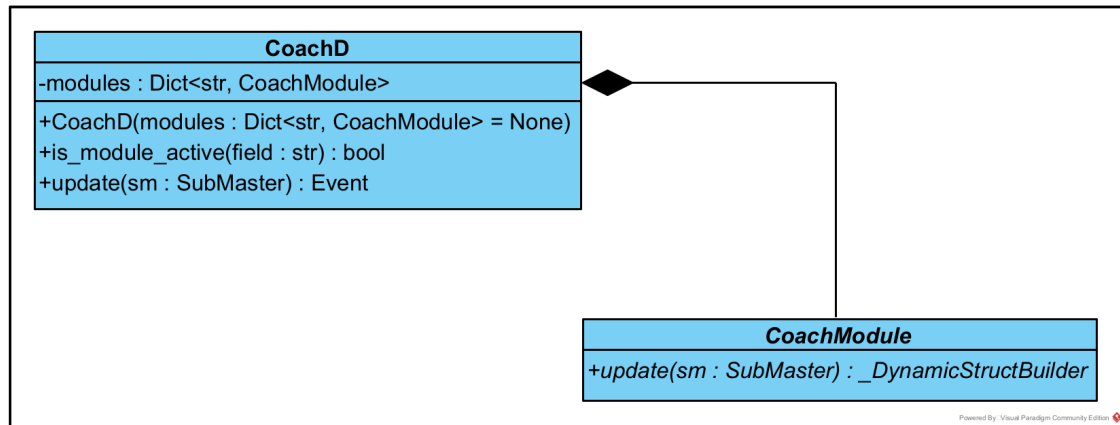 CoachD
-modules : Dict<str, CoachModule>
+CoachD(modules : Dict<str, CoachModule> = None)
+is_module_active(field : str) : bool
+update(sm : SubMaster) : Event
CoachModule
+update(sm : SubMaster) : _DynamicStructBuilder
Powered By: Visual Paradigm Community Edition